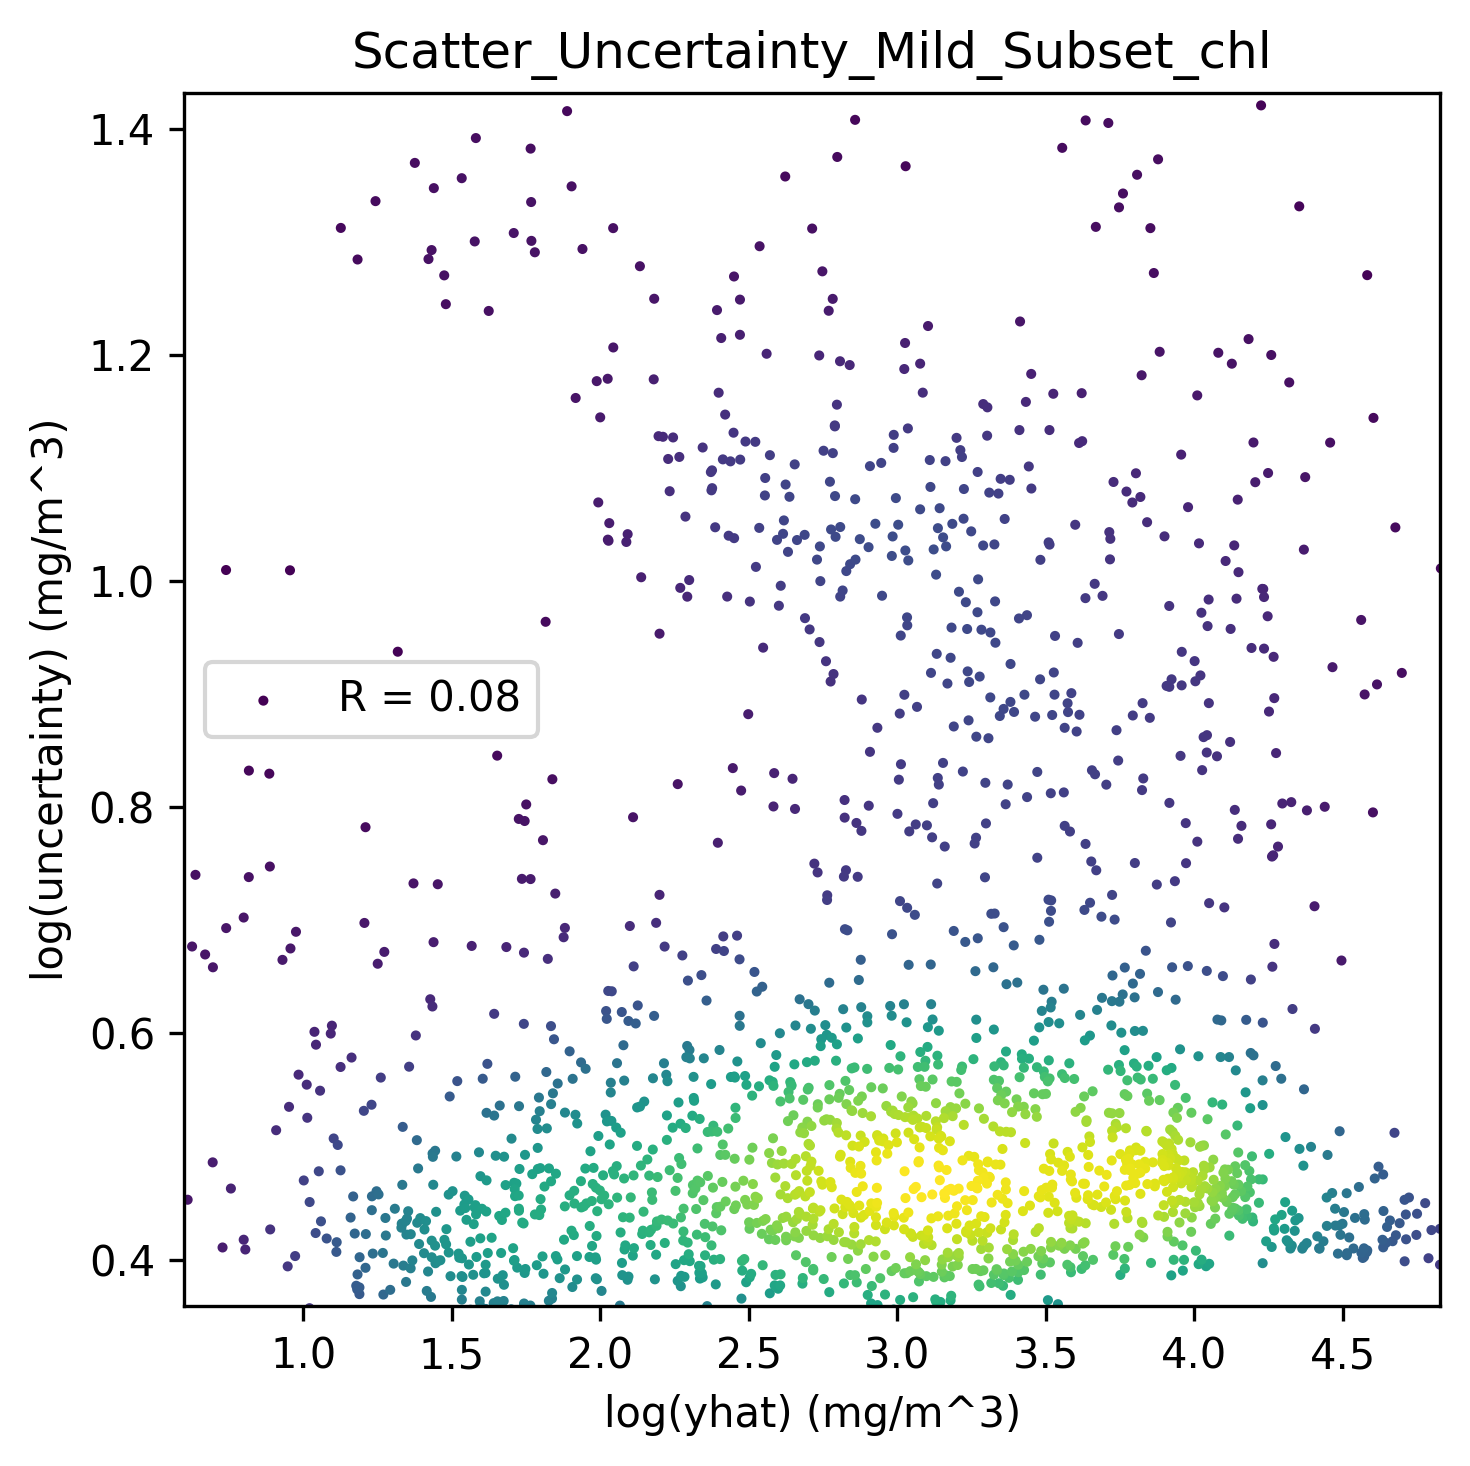 Scatter_Uncertainty_Mild_Subset_chl
log(uncertainty) (mg/m^3)
1.4
1.2
1.0
0.8
0.6
0.4
R = 0.08
1.0 1.5 2.0 2.5 3.0 3.5 4.0 4.5
log(yhat) (mg/m^3)